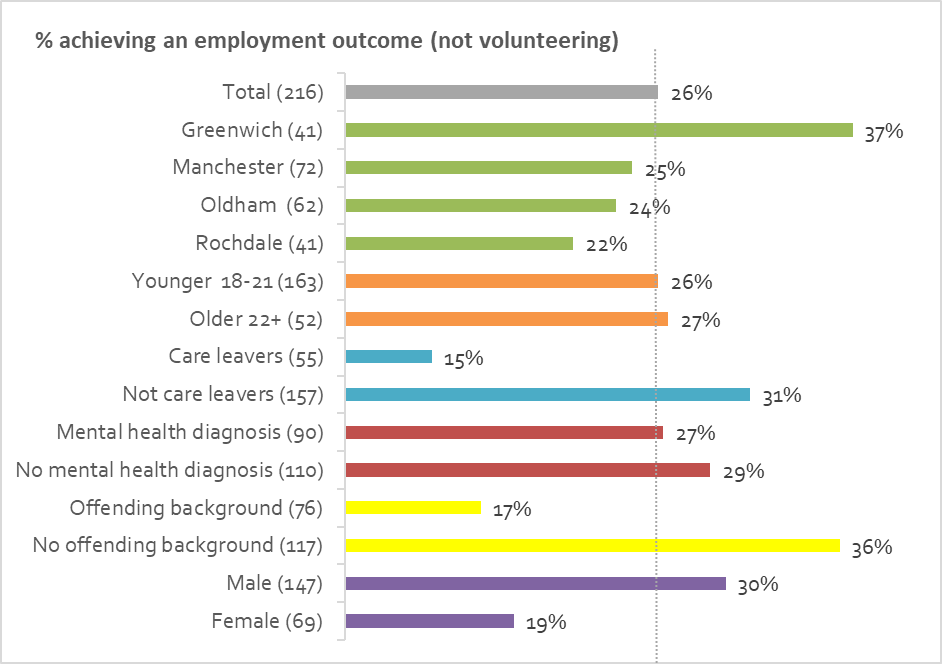 % achieving an employment outcome (not volunteering)
Total (216) 26%
Greenwich (41) 37%
Manchester (72) 25%
Oldham (62) 24%
Rochdale (41) 22%
Younger 18-21 (163) 26%
Older 22+ (52) 27%
Care leavers (55) 15%
Not care leavers (157) 31%
Mental health diagnosis (90) 27%
No mental health diagnosis (110) 29%
Offending background (76) 17%
No offending background (117) 36%
Male (147) 30%
Female (69) 19%